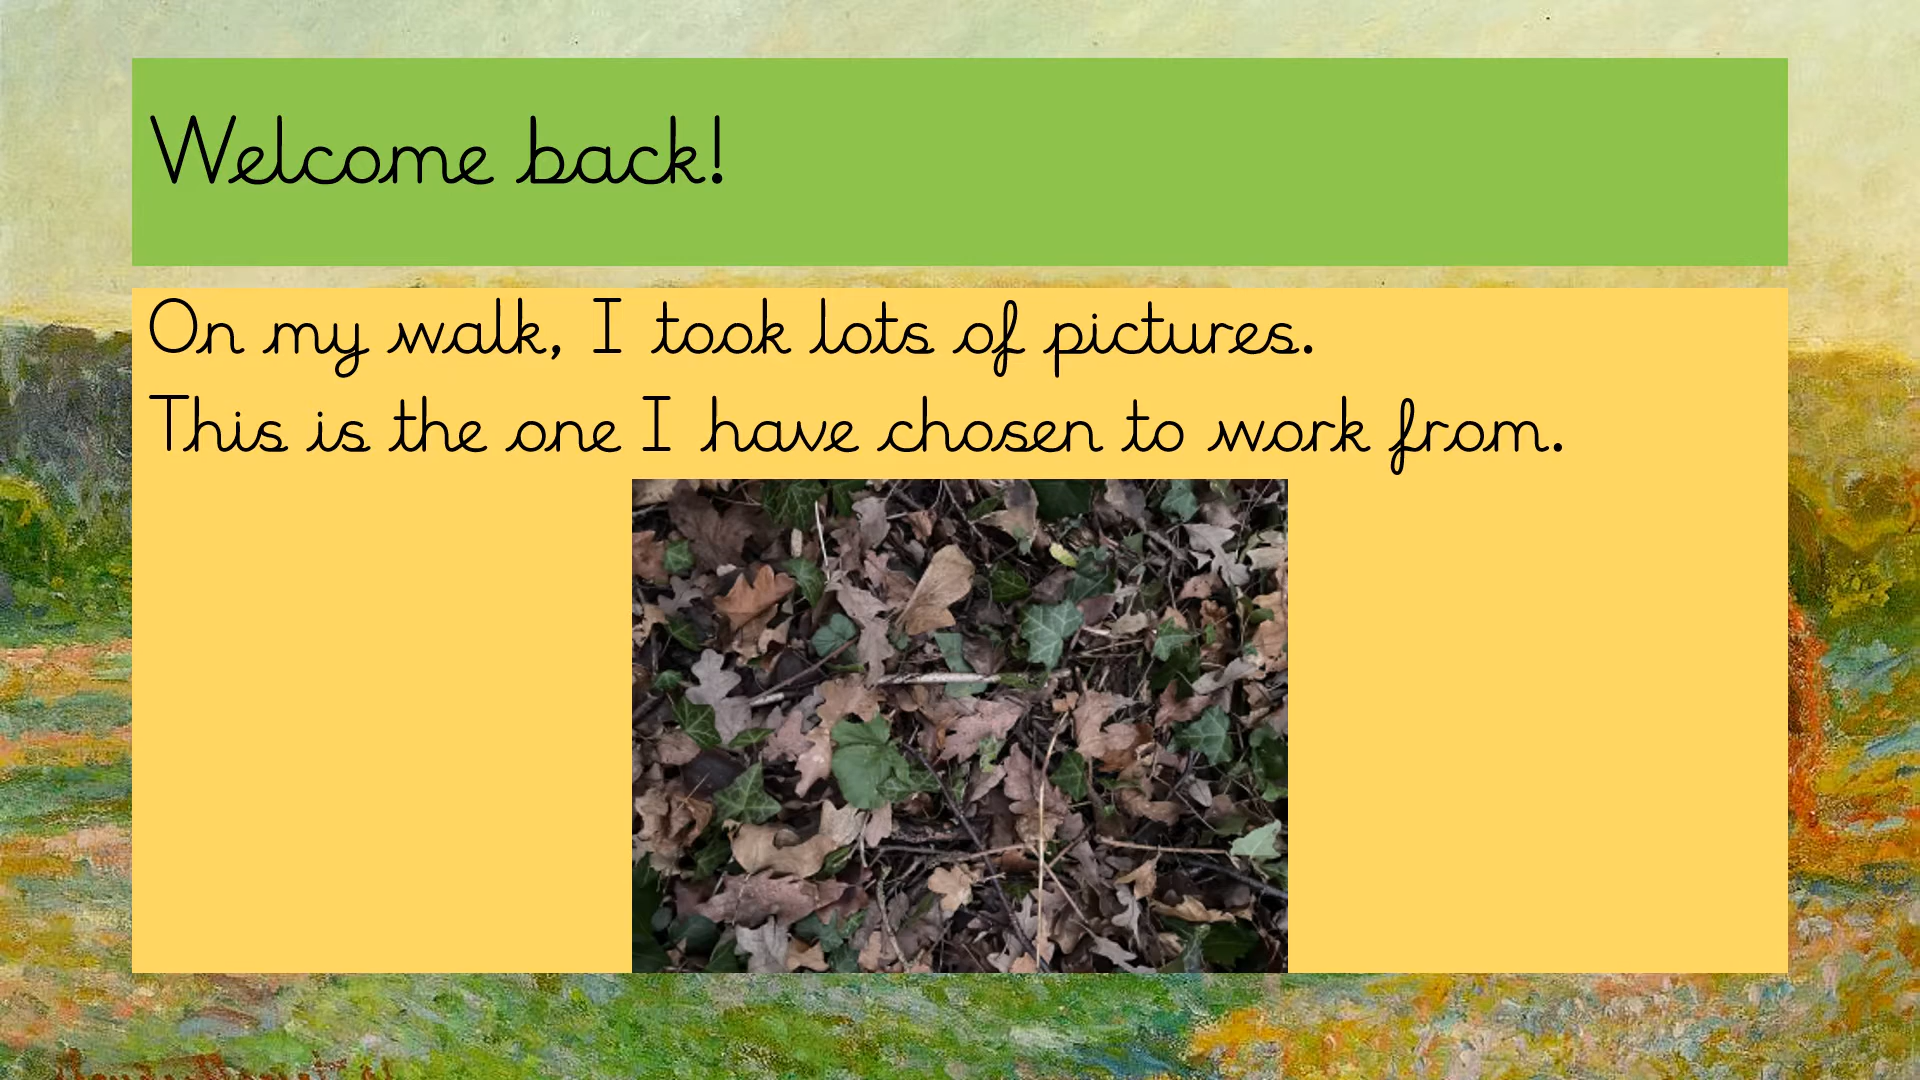 Welcome back!
On my walk, I took lots of pictures.
This is the one I have chosen to work from.